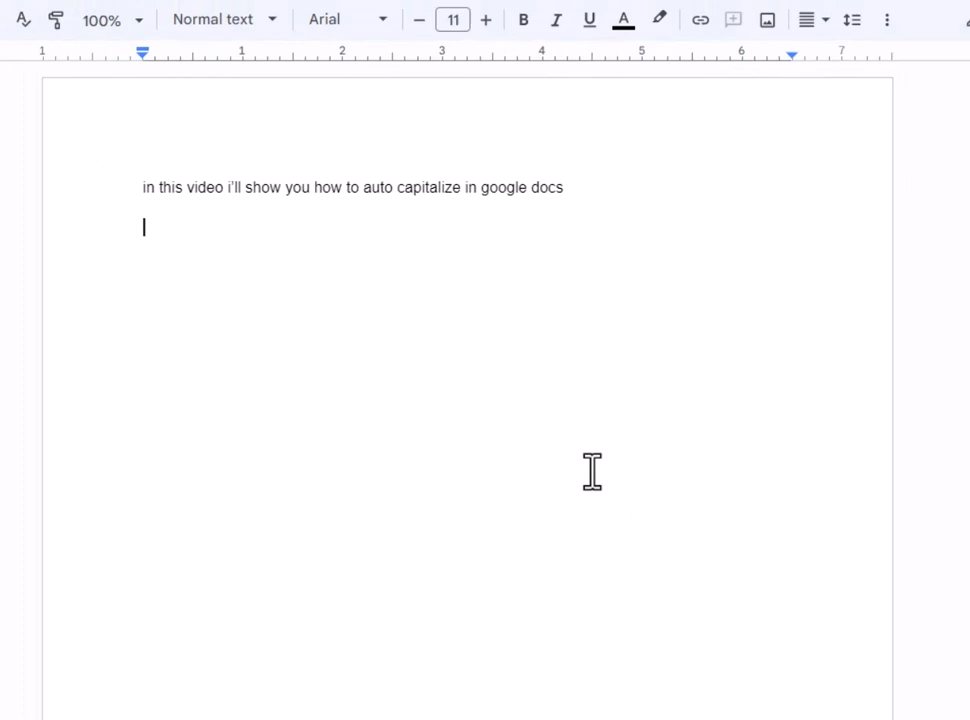 100% Normal text Arial − 11 + B I U A
1 1 2 3 4 5 6 7
in this video i'll show you how to auto capitalize in google docs